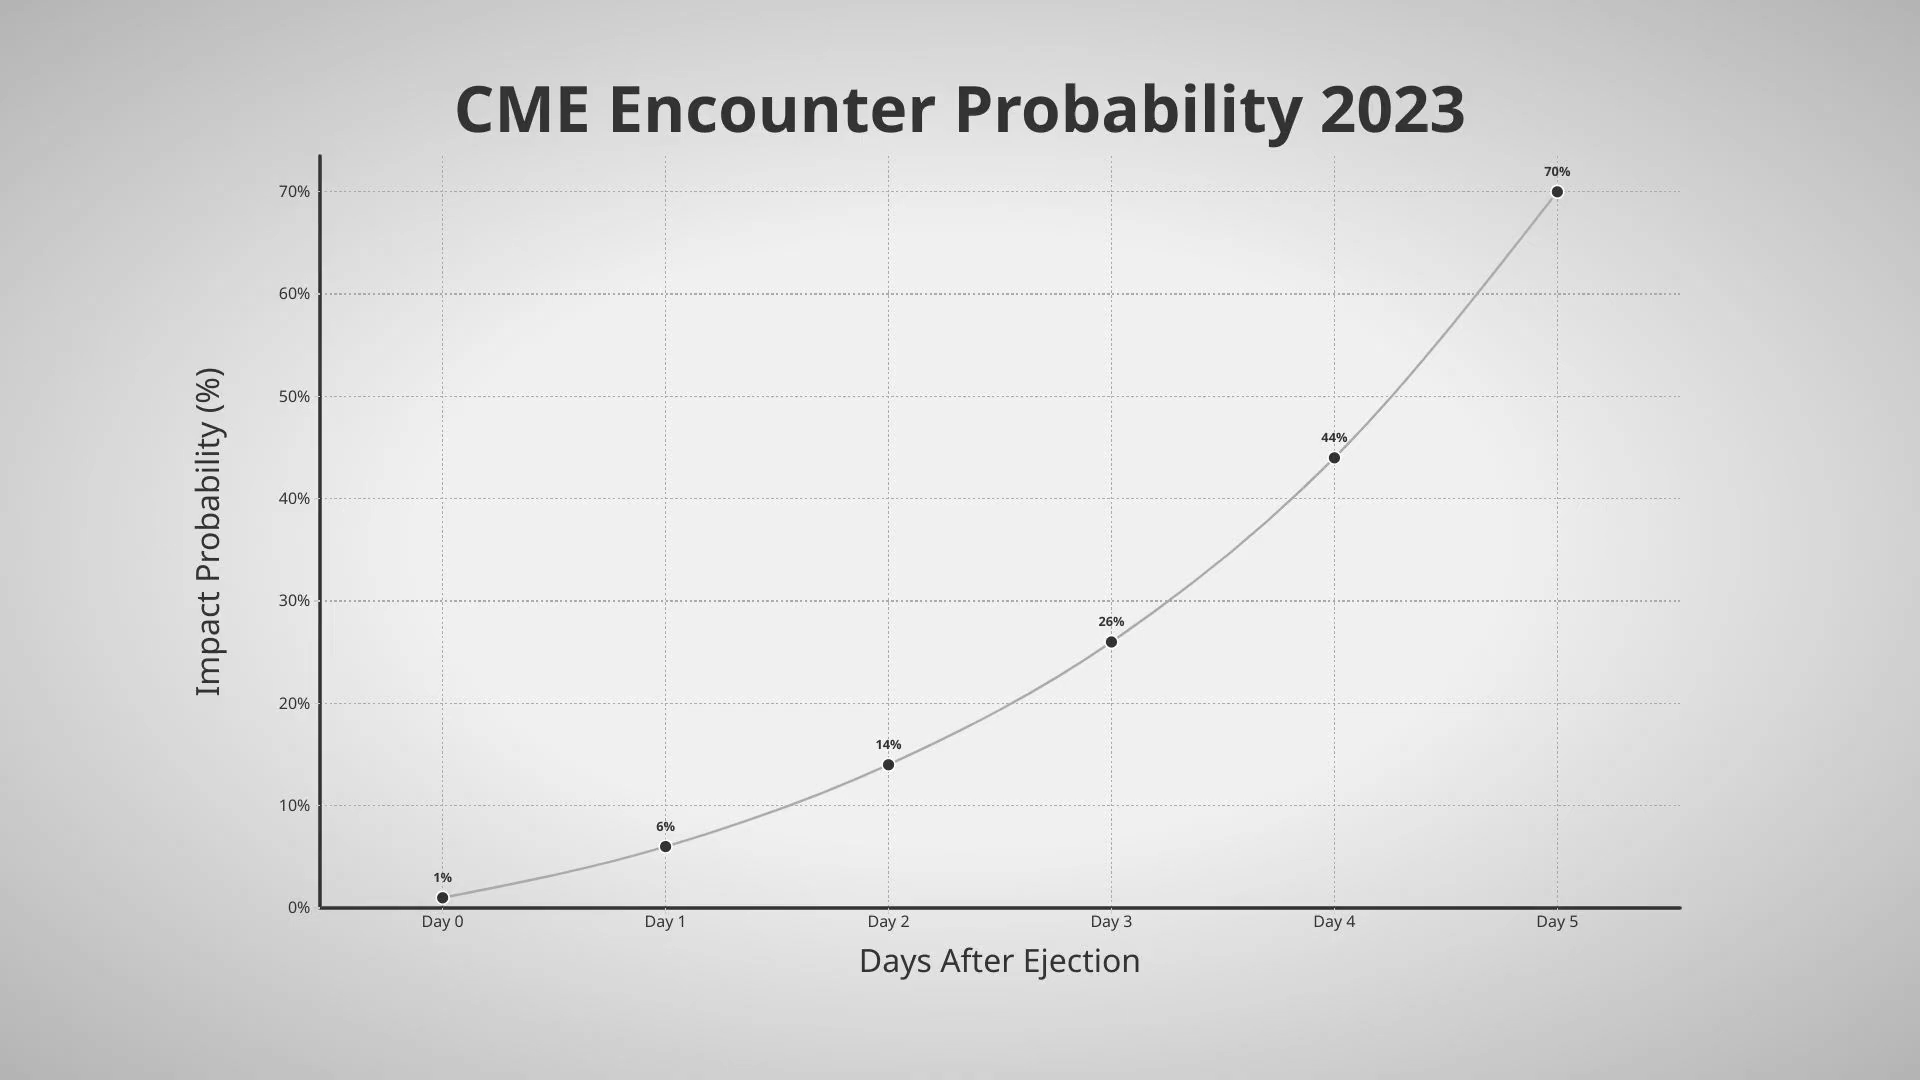 CME Encounter Probability 2023
Impact Probability (%)
70%
60%
50%
40%
30%
20%
10%
0%
1%
6%
14%
26%
44%
70%
Day 0
Day 1
Day 2
Day 3
Day 4
Day 5
Days After Ejection